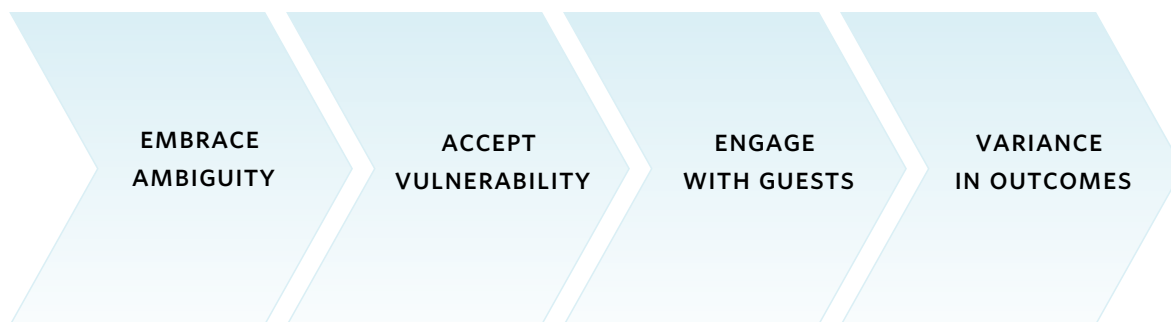 EMBRACE
AMBIGUITY
ACCEPT
VULNERABILITY
ENGAGE
WITH GUESTS
VARIANCE
IN OUTCOMES